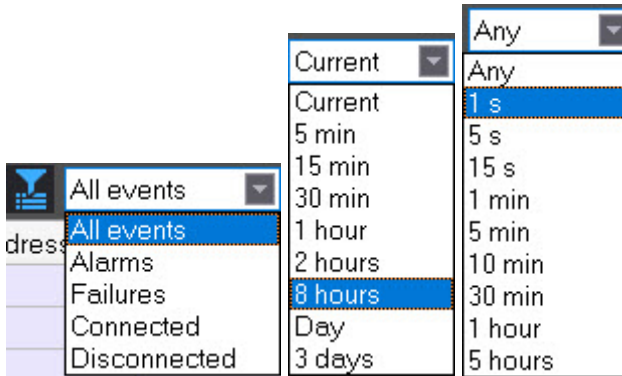 All events
dress
All events
Alarms
Failures
Connected
Disconnected
Current
Current
5 min
15 min
30 min
1 hour
2 hours
8 hours
Day
3 days
Any
Any
1 s
5 s
15 s
1 min
5 min
10 min
30 min
1 hour
5 hours